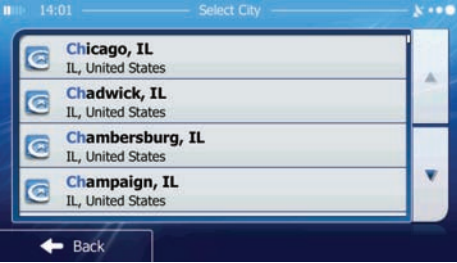 14:01 Select City
Chicago, IL
IL, United States
Chadwick, IL
IL, United States
Chambersburg, IL
IL, United States
Champaign, IL
IL, United States
Back